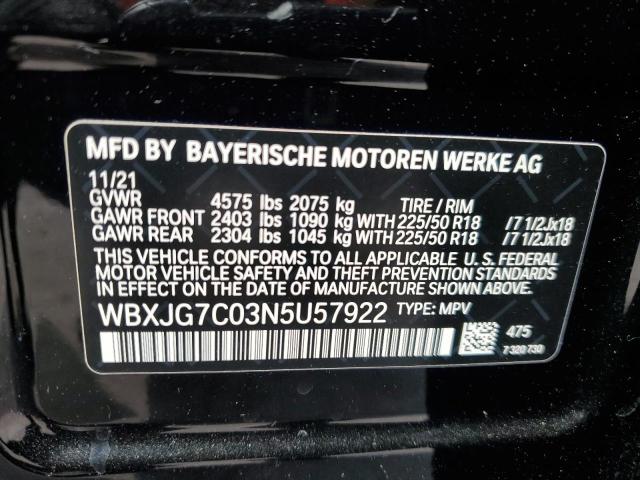 MFD BY BAYERISCHE MOTOREN WERKE AG
11/21
GVWR 4575 lbs 2075 kg TIRE / RIM
GAWR FRONT 2403 lbs 1090 kg WITH 225/50 R18 /7 1/2Jx18
GAWR REAR 2304 lbs 1045 kg WITH 225/50 R18 /7 1/2Jx18
THIS VEHICLE CONFORMS TO ALL APPLICABLE U. S. FEDERAL
MOTOR VEHICLE SAFETY AND THEFT PREVENTION STANDARDS
IN EFFECT ON THE DATE OF MANUFACTURE SHOWN ABOVE.
WBXJG7C03N5U57922 TYPE: MPV
475
7 320 730